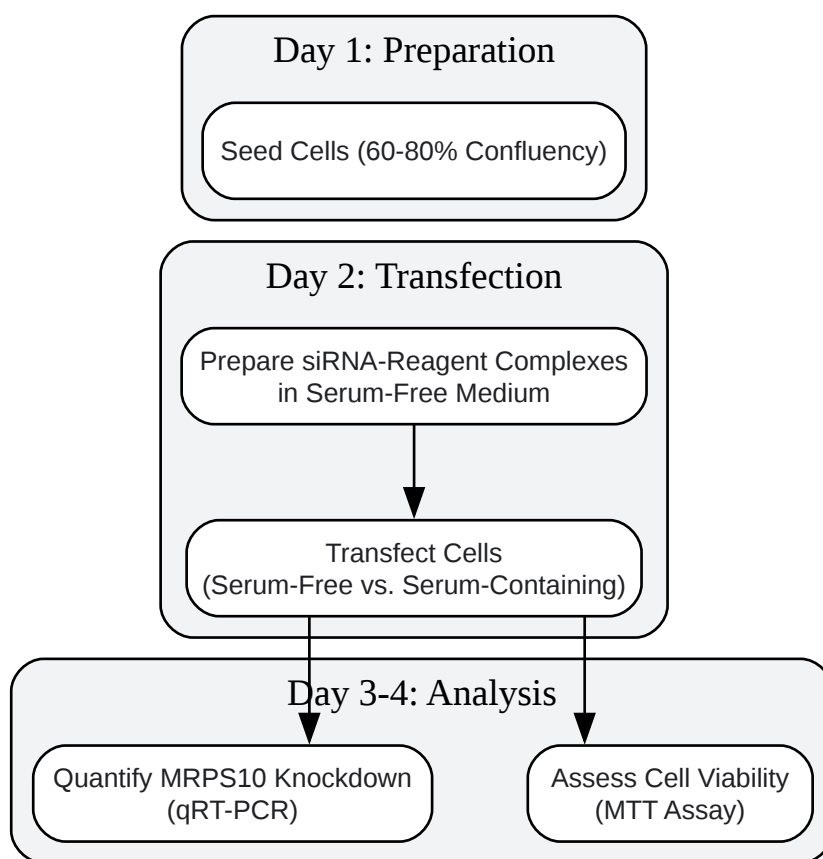 Day 1: Preparation
Seed Cells (60-80% Confluency)
Day 2: Transfection
Prepare siRNA-Reagent Complexes
in Serum-Free Medium
Transfect Cells
(Serum-Free vs. Serum-Containing)
Day 3-4: Analysis
Quantify MRPS10 Knockdown
(qRT-PCR)
Assess Cell Viability
(MTT Assay)